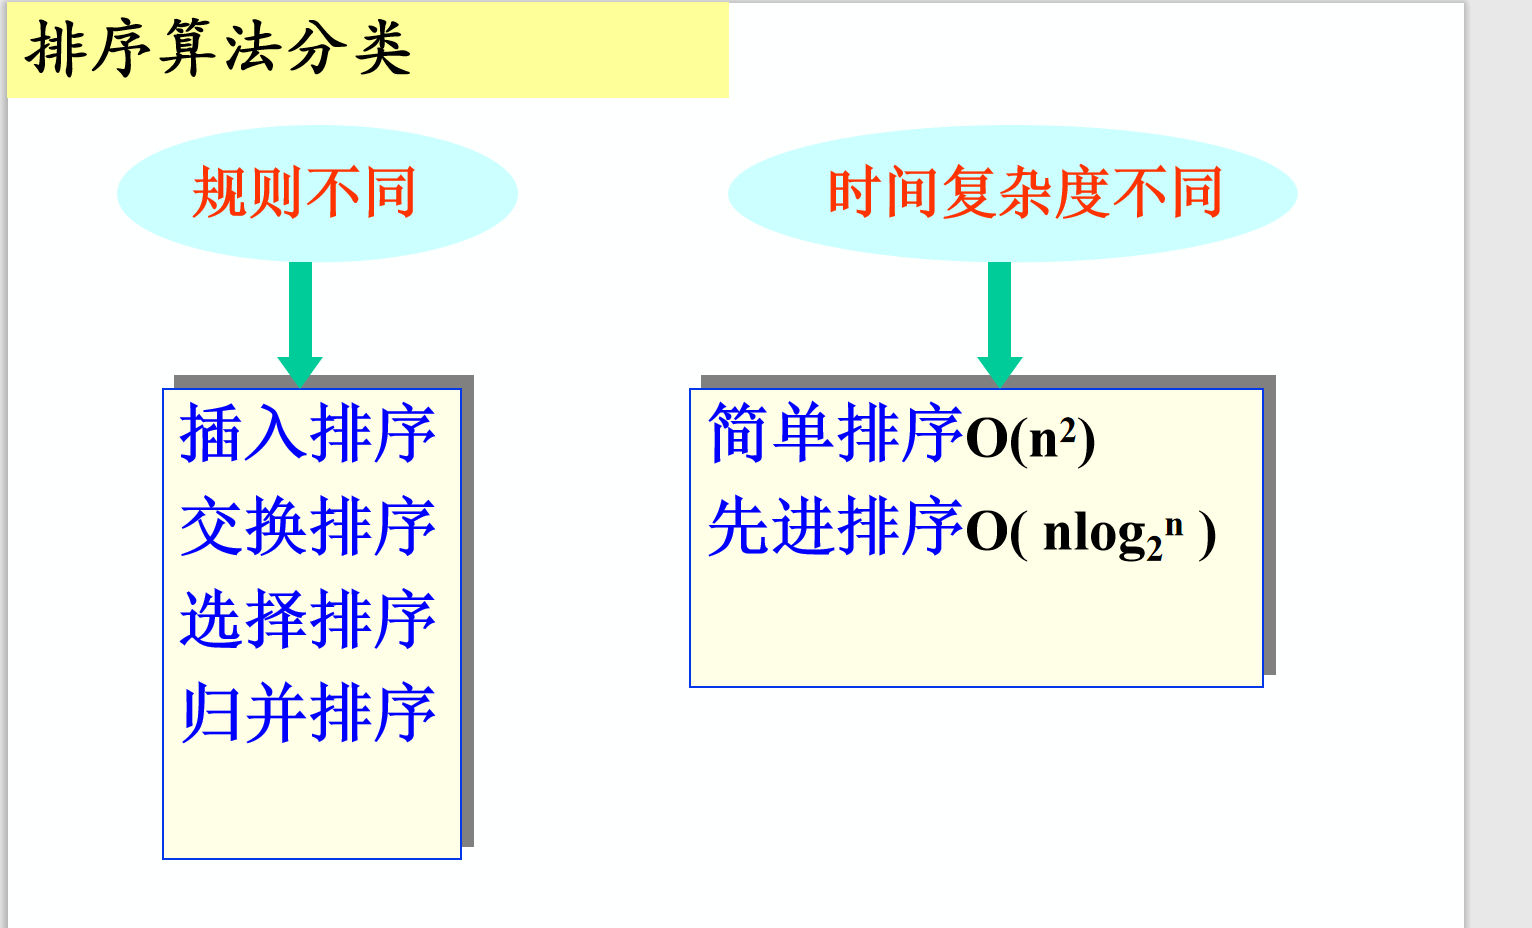 排序算法分类
规则不同
时间复杂度不同
插入排序
交换排序
选择排序
归并排序
简单排序O(n²)
先进排序O( nlog₂ⁿ )